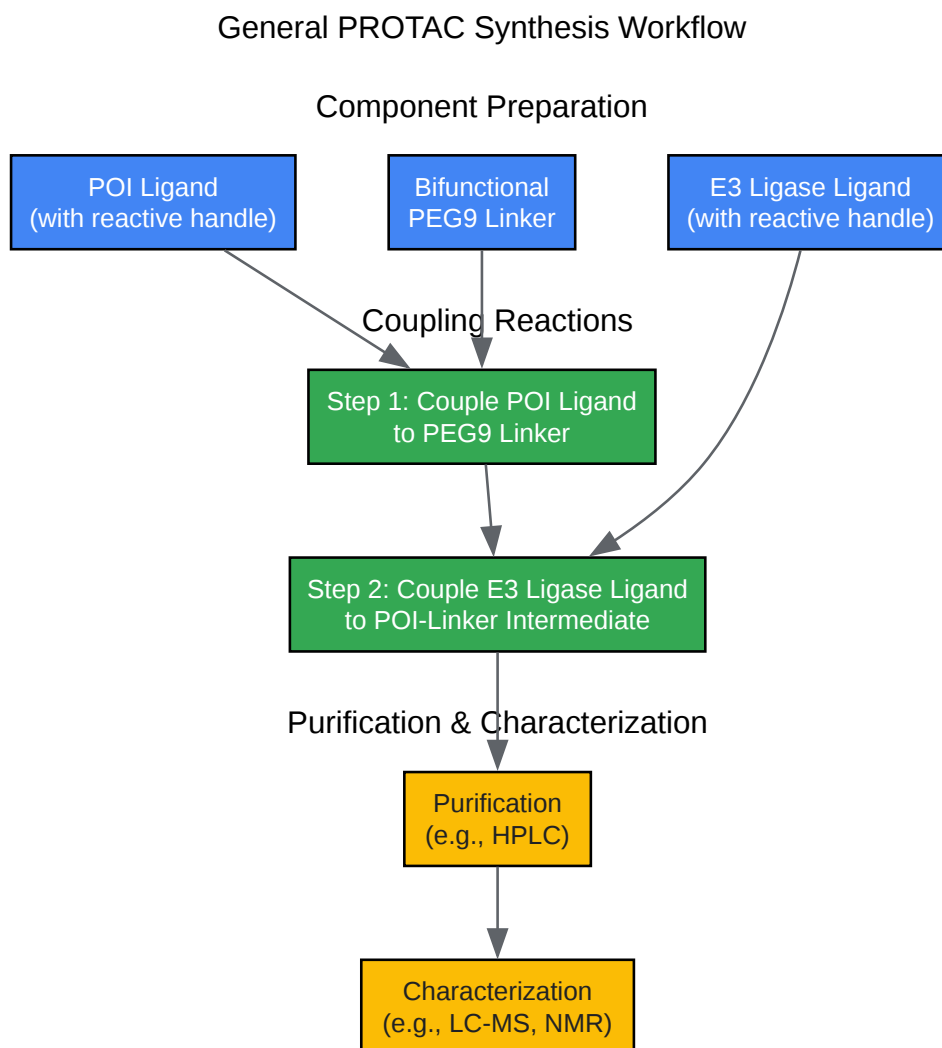 General PROTAC Synthesis Workflow
Component Preparation
POI Ligand
(with reactive handle)
Bifunctional
PEG9 Linker
E3 Ligase Ligand
(with reactive handle)
Coupling Reactions
Step 1: Couple POI Ligand
to PEG9 Linker
Step 2: Couple E3 Ligase Ligand
to POI-Linker Intermediate
Purification & Characterization
Purification
(e.g., HPLC)
Characterization
(e.g., LC-MS, NMR)